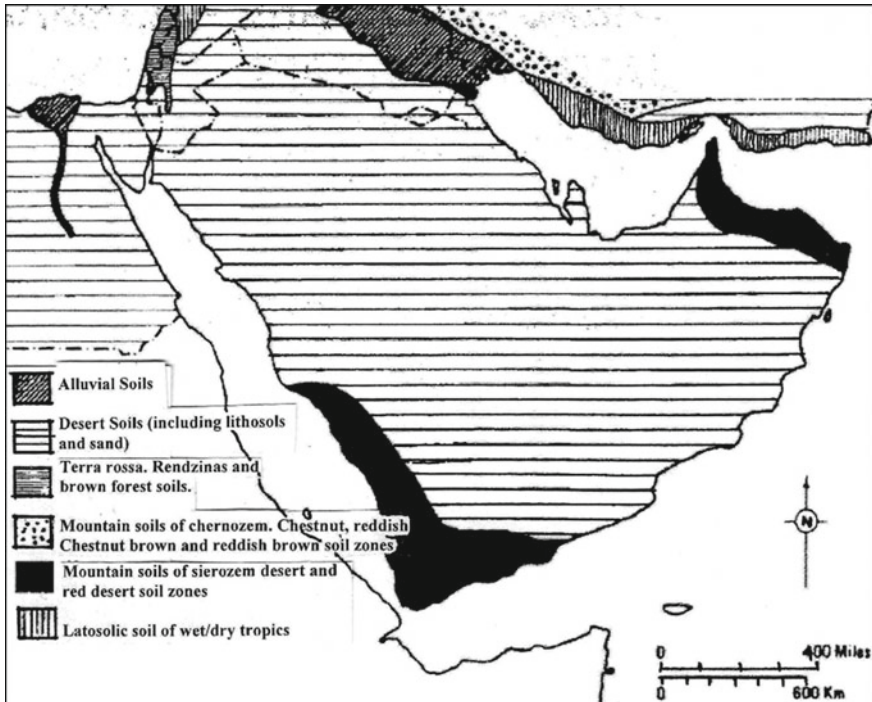 Alluvial Soils
Desert Soils (including lithosols
and sand)
Terra rossa. Rendzinas and
brown forest soils.
Mountain soils of chernozem. Chestnut, reddish
Chestnut brown and reddish brown soil zones
Mountain soils of sierozem desert and
red desert soil zones
Latosolic soil of wet/dry tropics
N
0 400 Miles
0 600 Km